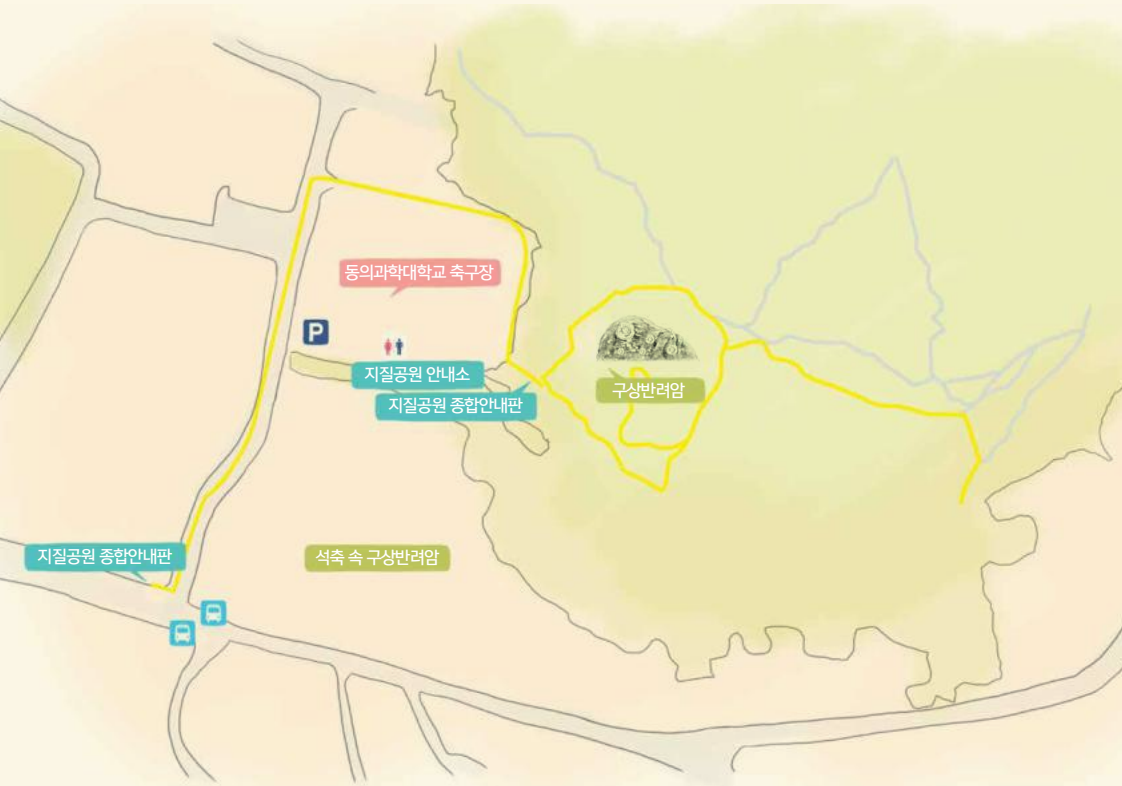 동의과학대학교 축구장
P
지질공원 안내소
지질공원 종합안내판
구상반려암
지질공원 종합안내판
석축 속 구상반려암